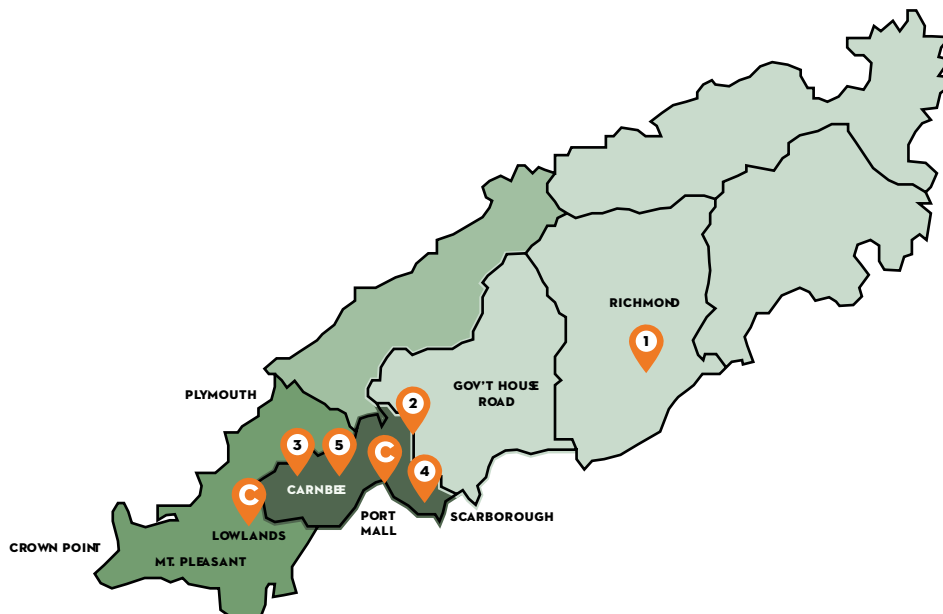 RICHMOND
1
GOV'T HOUSE
ROAD
PLYMOUTH
2
3
5
C
4
CARNBEE
C
PORT
MALL
SCARBOROUGH
LOWLANDS
CROWN POINT
MT. PLEASANT